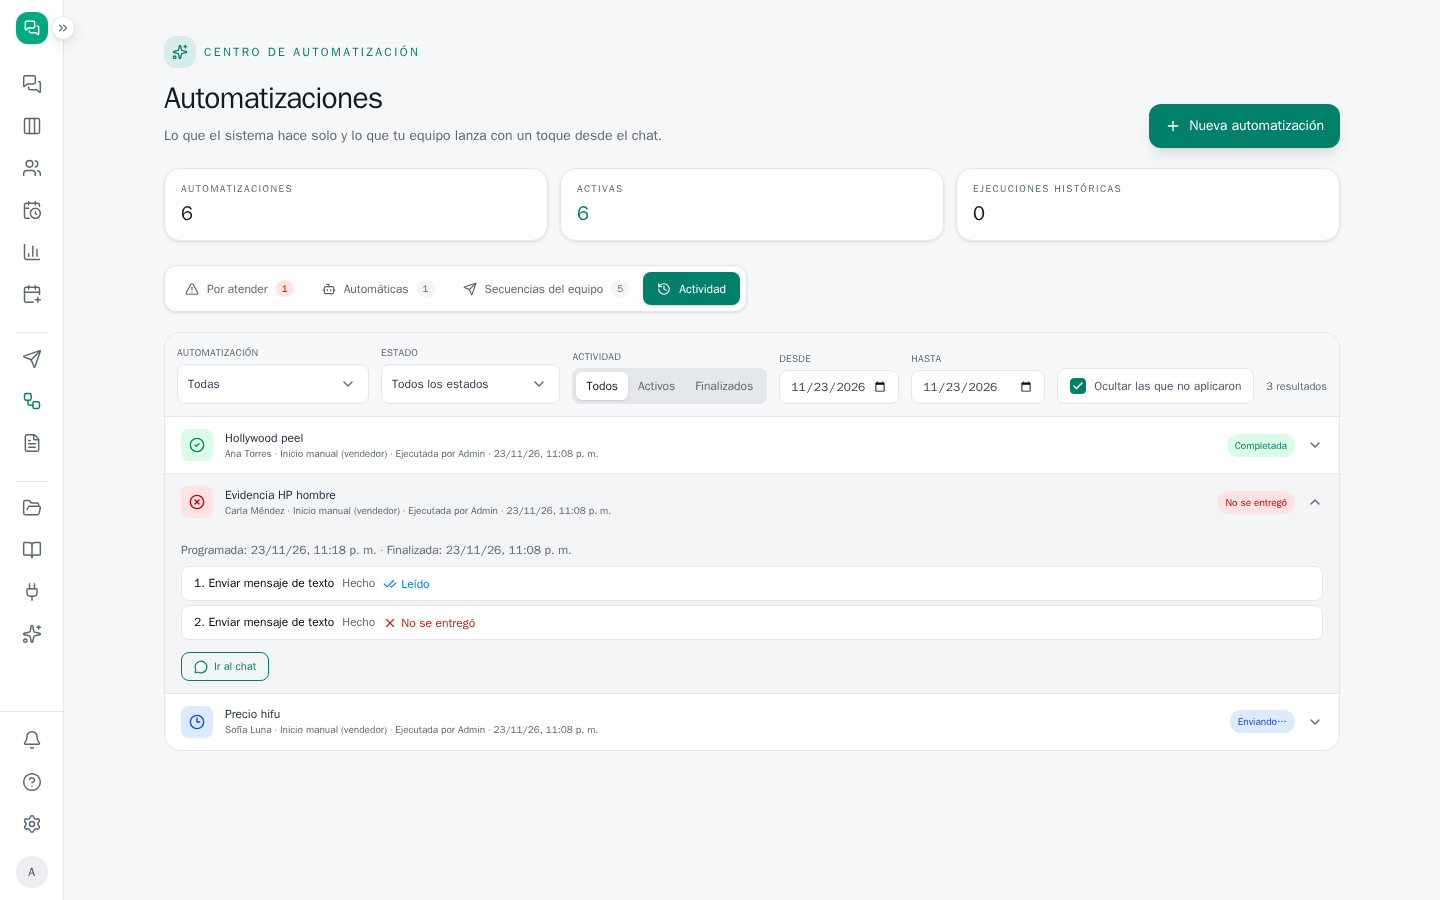 CENTRO DE AUTOMATIZACIÓN
Automatizaciones
Lo que el sistema hace solo y lo que tu equipo lanza con un toque desde el chat.
Nueva automatización
AUTOMATIZACIONES
6
ACTIVAS
6
EJECUCIONES HISTÓRICAS
0
Por atender 1
Automáticas 1
Secuencias del equipo 5
Actividad
AUTOMATIZACIÓN
Todas
ESTADO
Todos los estados
ACTIVIDAD
Todos Activos Finalizados
DESDE
11/23/2026
HASTA
11/23/2026
Ocultar las que no aplicaron
3 resultados
Hollywood peel
Ana Torres · Inicio manual (vendedor) · Ejecutada por Admin · 23/11/26, 11:08 p. m.
Completada
Evidencia HP hombre
Carla Méndez · Inicio manual (vendedor) · Ejecutada por Admin · 23/11/26, 11:08 p. m.
No se entregó
Programada: 23/11/26, 11:18 p. m. · Finalizada: 23/11/26, 11:08 p. m.
1. Enviar mensaje de texto Hecho Leído
2. Enviar mensaje de texto Hecho No se entregó
Ir al chat
Precio hifu
Sofía Luna · Inicio manual (vendedor) · Ejecutada por Admin · 23/11/26, 11:08 p. m.
Enviando…
A